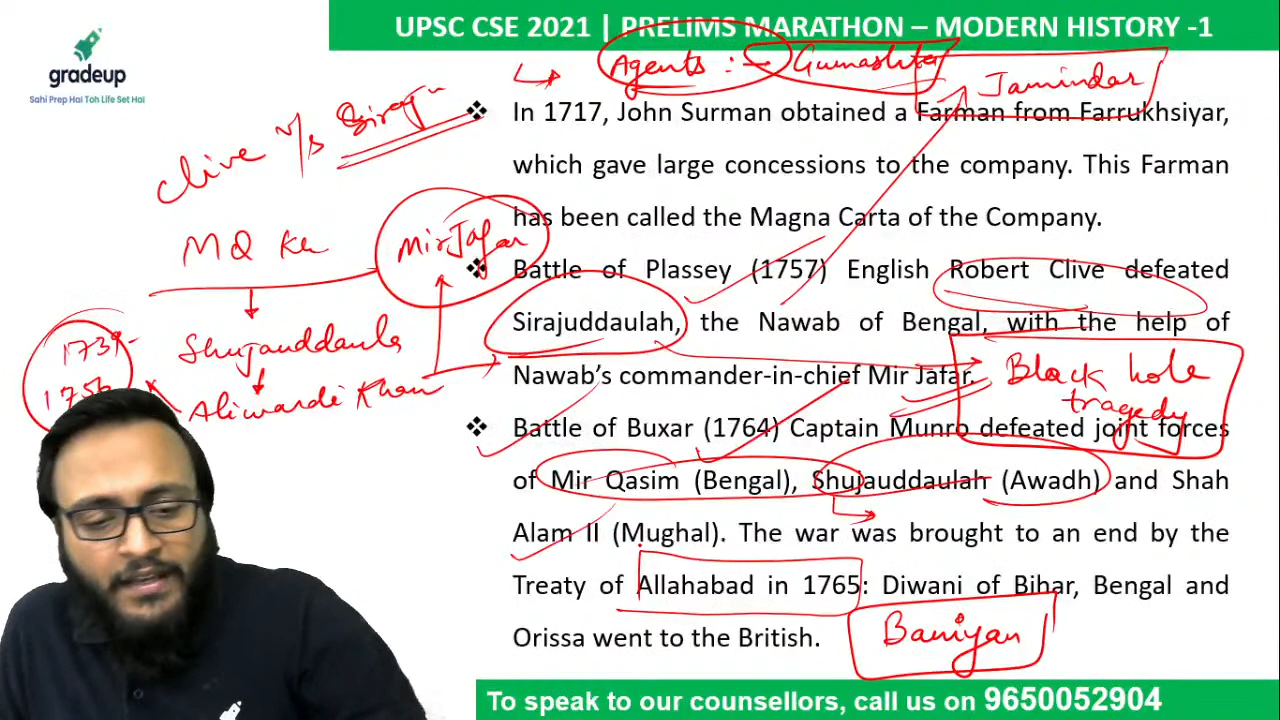 UPSC CSE 2021 | PRELIMS MARATHON – MODERN HISTORY -1
gradeup
Sahi Prep Hai Toh Life Set Hai
Agents :- Gumashta
Jamindar
❖ In 1717, John Surman obtained a Farman from Farrukhsiyar,
which gave large concessions to the company. This Farman
has been called the Magna Carta of the Company.
Clive v/s Siraj
M Q Kh
Mir Jafar
❖ Battle of Plassey (1757) English Robert Clive defeated
Sirajuddaulah, the Nawab of Bengal, with the help of
Nawab's commander-in-chief Mir Jafar.
Black hole
tragedy
1739-
Shujauddaula
1756
Aliwardi Khan
❖ Battle of Buxar (1764) Captain Munro defeated joint forces
of Mir Qasim (Bengal), Shujauddaulah (Awadh) and Shah
Alam II (Mughal). The war was brought to an end by the
Treaty of Allahabad in 1765: Diwani of Bihar, Bengal and
Orissa went to the British.
Baniyan
To speak to our counsellors, call us on 9650052904